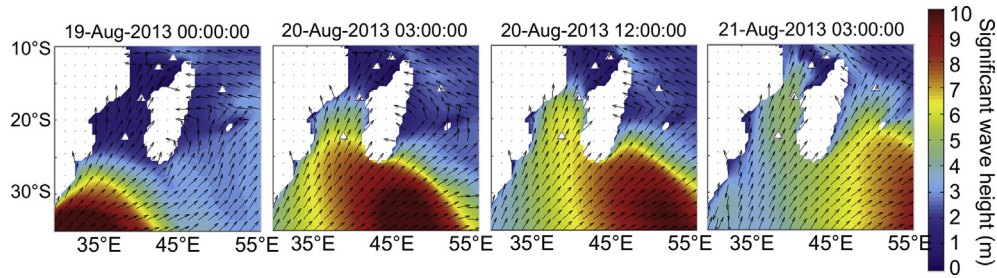 19-Aug-2013 00:00:00 20-Aug-2013 03:00:00 20-Aug-2013 12:00:00 21-Aug-2013 03:00:00
10°S
20°S
30°S
35°E 45°E 55°E 35°E 45°E 55°E 35°E 45°E 55°E 35°E 45°E 55°E
10
9
8
7
6
5
4
3
2
1
0
Significant wave height (m)